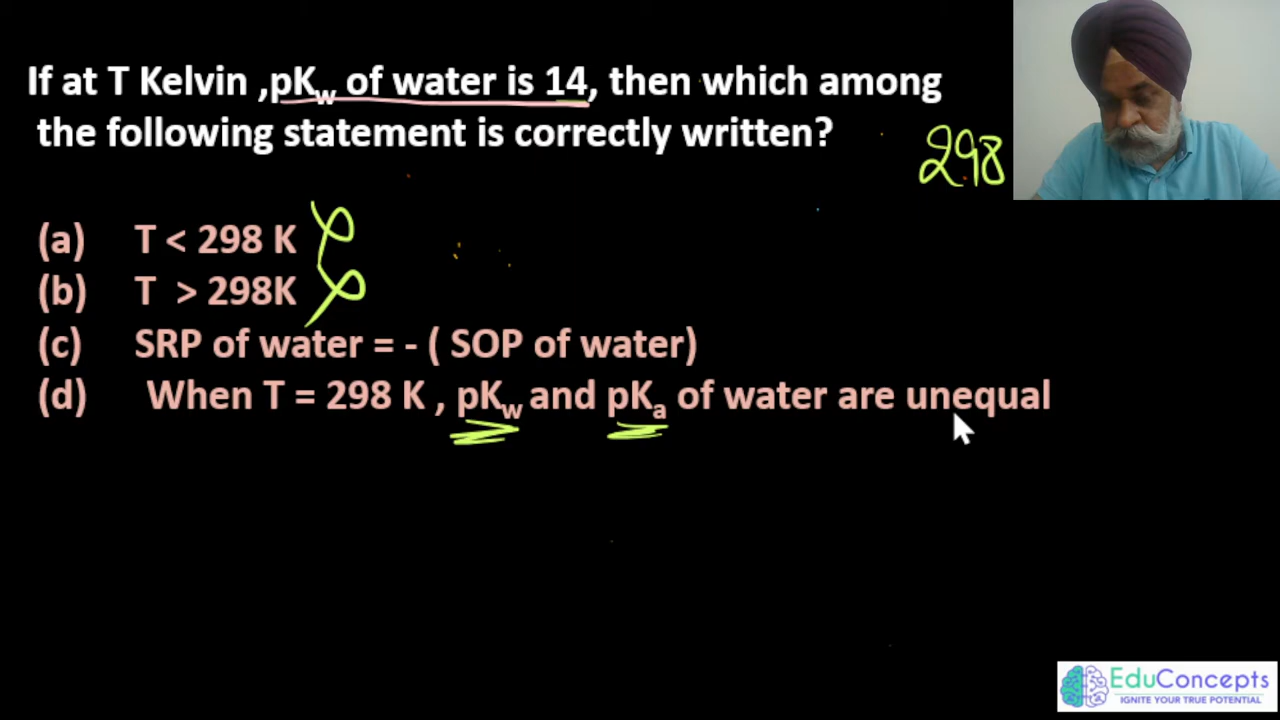 If at T Kelvin ,pKw of water is 14, then which among
the following statement is correctly written?
298
(a) T < 298 K
(b) T > 298K
(c) SRP of water = - ( SOP of water)
(d) When T = 298 K , pKw and pKa of water are unequal
EduConcepts
IGNITE YOUR TRUE POTENTIAL